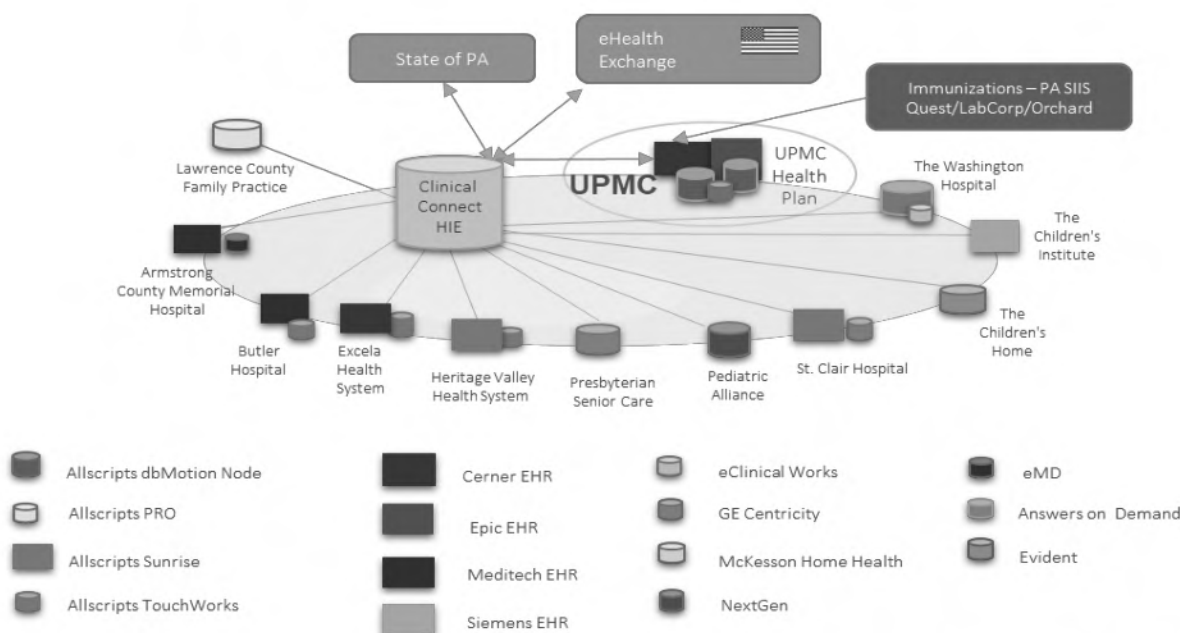 State of PA
eHealth
Exchange
Immunizations – PA SIIS
Quest/LabCorp/Orchard
Lawrence County
Family Practice
Clinical
Connect
HIE
UPMC
UPMC
Health
Plan
The Washington
Hospital
The
Children's
Institute
Armstrong
County Memorial
Hospital
Butler
Hospital
Excela
Health
System
Heritage Valley
Health System
Presbyterian
Senior Care
Pediatric
Alliance
St. Clair Hospital
The
Children's
Home
Allscripts dbMotion Node
Allscripts PRO
Allscripts Sunrise
Allscripts TouchWorks
Cerner EHR
Epic EHR
Meditech EHR
Siemens EHR
eClinical Works
GE Centricity
McKesson Home Health
NextGen
eMD
Answers on Demand
Evident